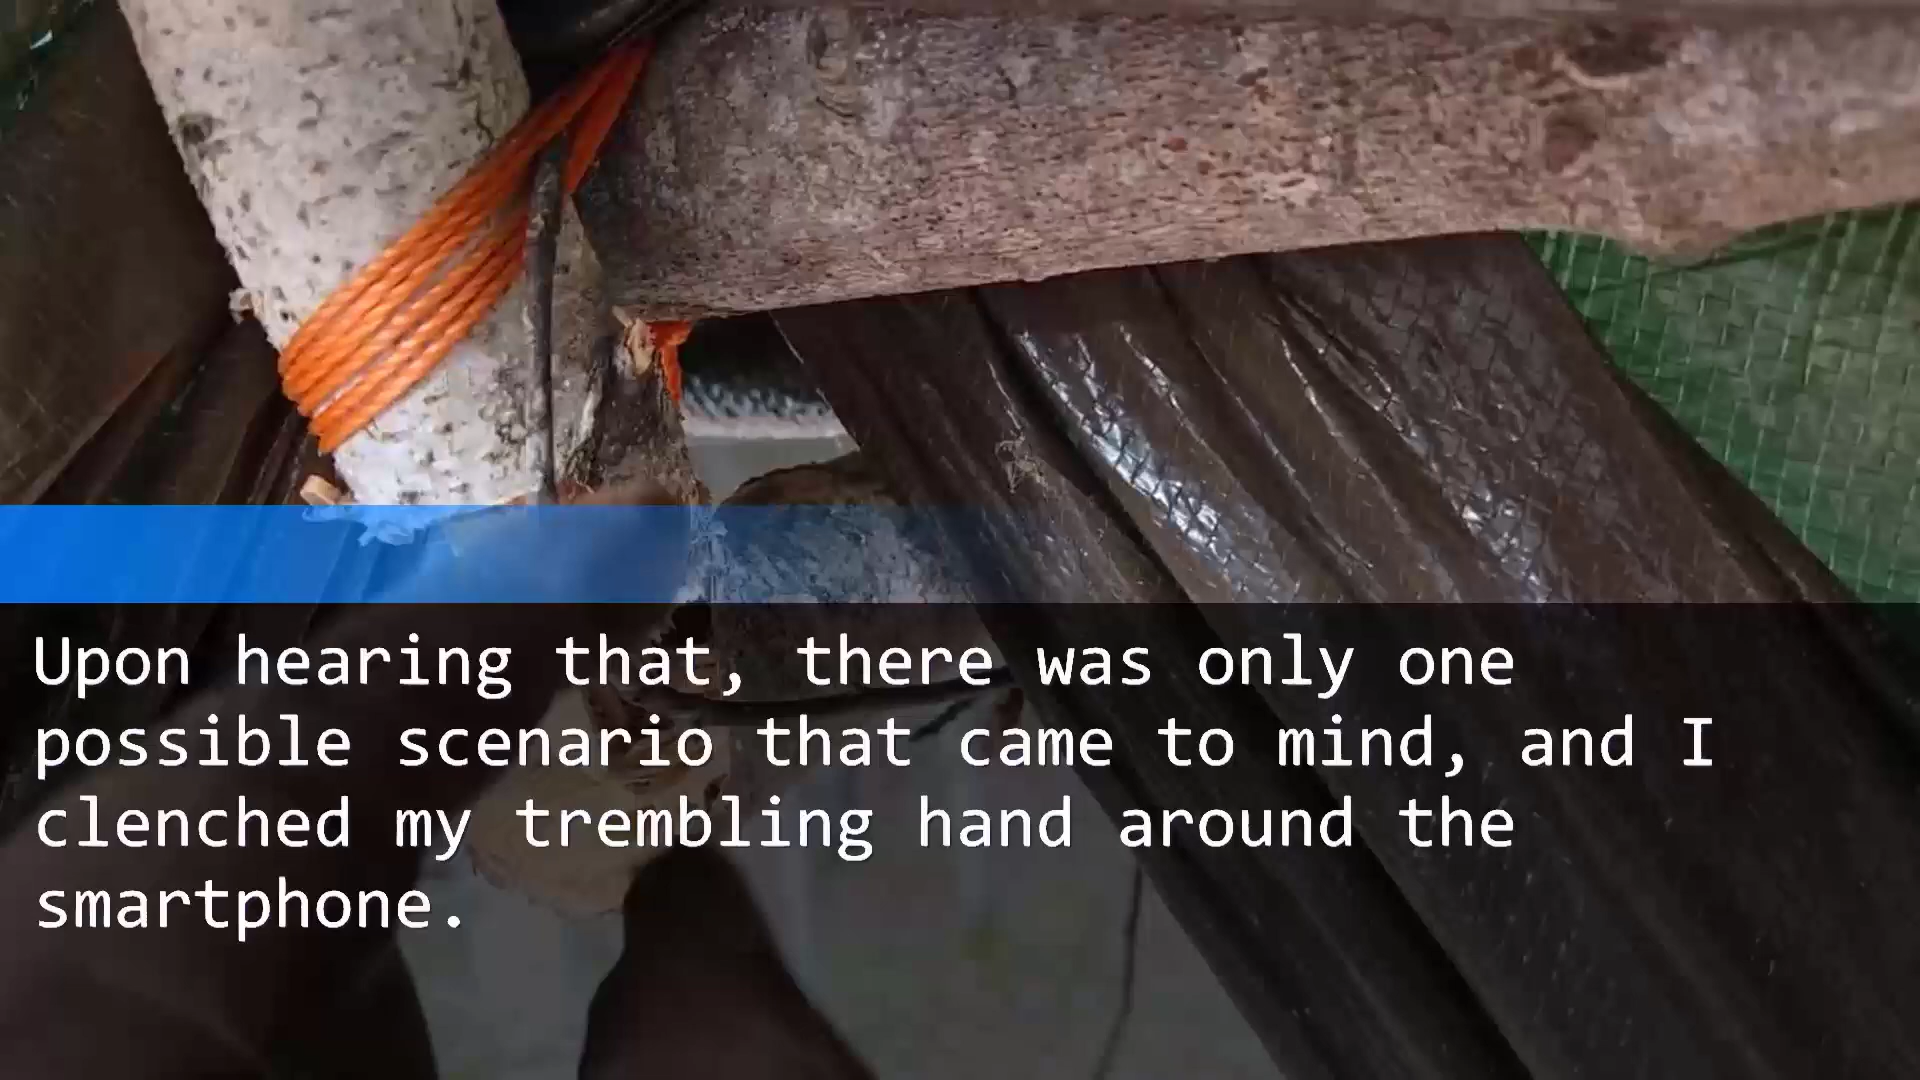 Upon hearing that, there was only one
possible scenario that came to mind, and I
clenched my trembling hand around the
smartphone.